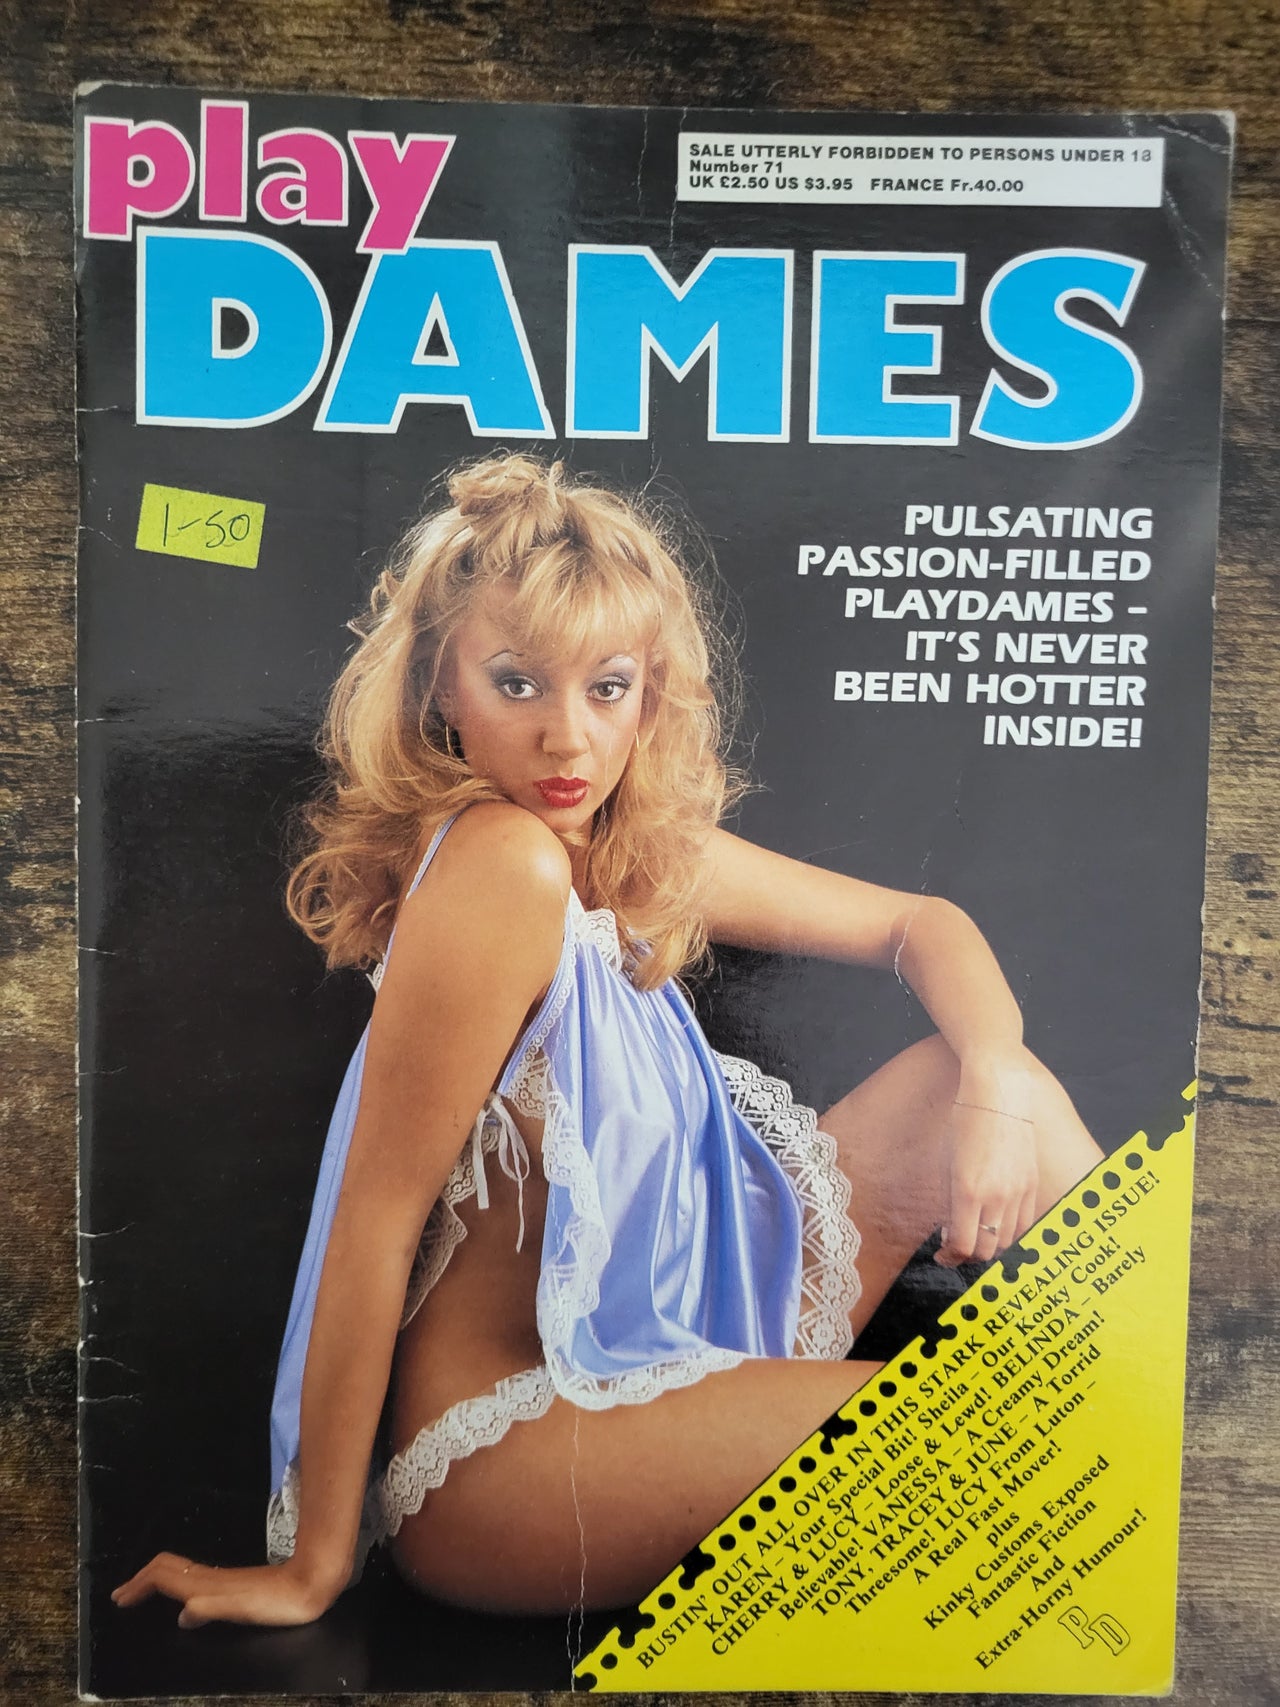 play
DAMES
SALE UTTERLY FORBIDDEN TO PERSONS UNDER 18
Number 71
UK £2.50 US $3.95 FRANCE Fr.40.00
1-50
PULSATING
PASSION-FILLED
PLAYDAMES –
IT'S NEVER
BEEN HOTTER
INSIDE!
BUSTIN' OUT ALL OVER IN THIS STARK REVEALING ISSUE!
KAREN – Your Special Bit! Sheila – Our Kooky Cook!
CHERRY & LUCY – Loose & Lewd! BELINDA – Barely
Believable! VANESSA – A Creamy Dream!
TONY, TRACEY & JUNE – A Torrid
Threesome! LUCY From Luton –
A Real Fast Mover!
plus
Kinky Customs Exposed
Fantastic Fiction
And
Extra-Horny Humour!
PD